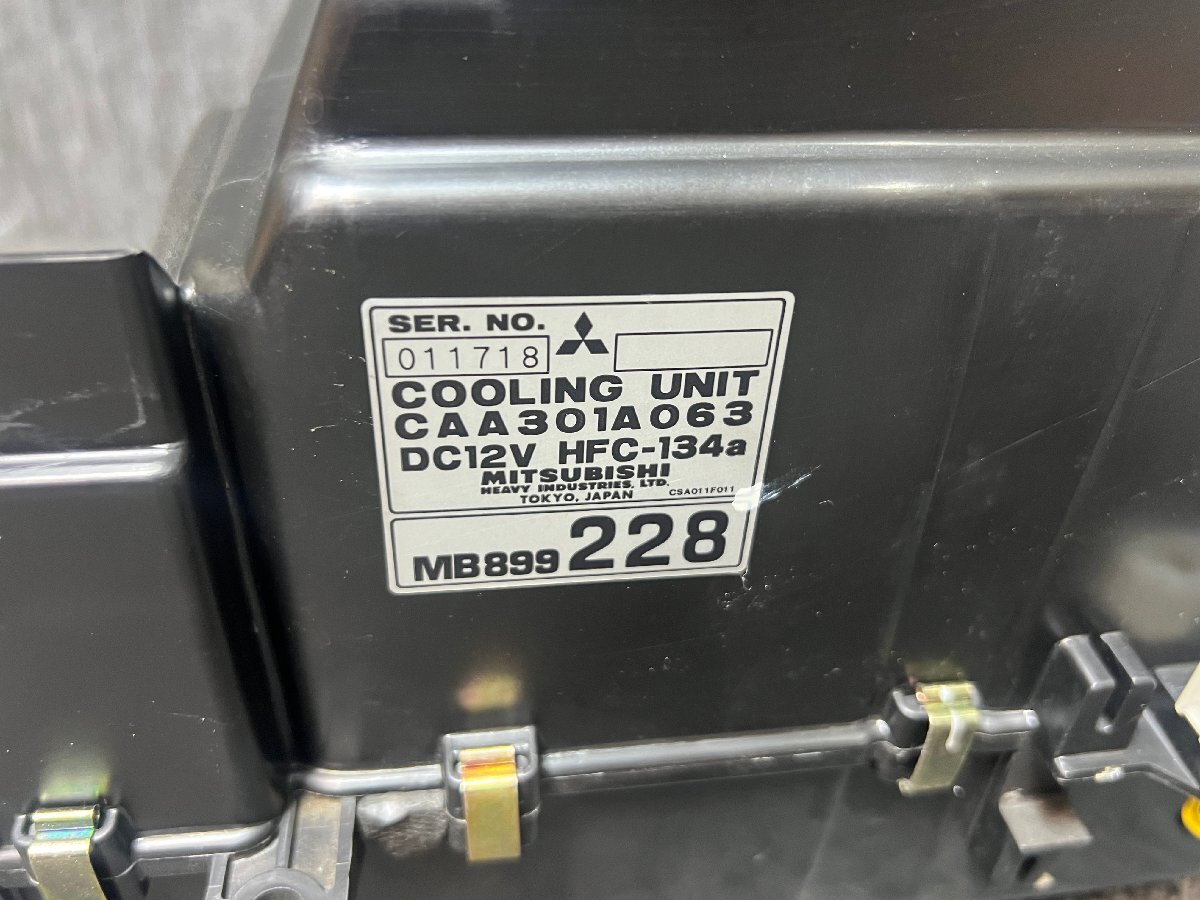 SER. NO.
011718
COOLING UNIT
CAA301A063
DC12V HFC-134a
MITSUBISHI
HEAVY INDUSTRIES, LTD.
TOKYO, JAPAN CSA011F011
MB899 228